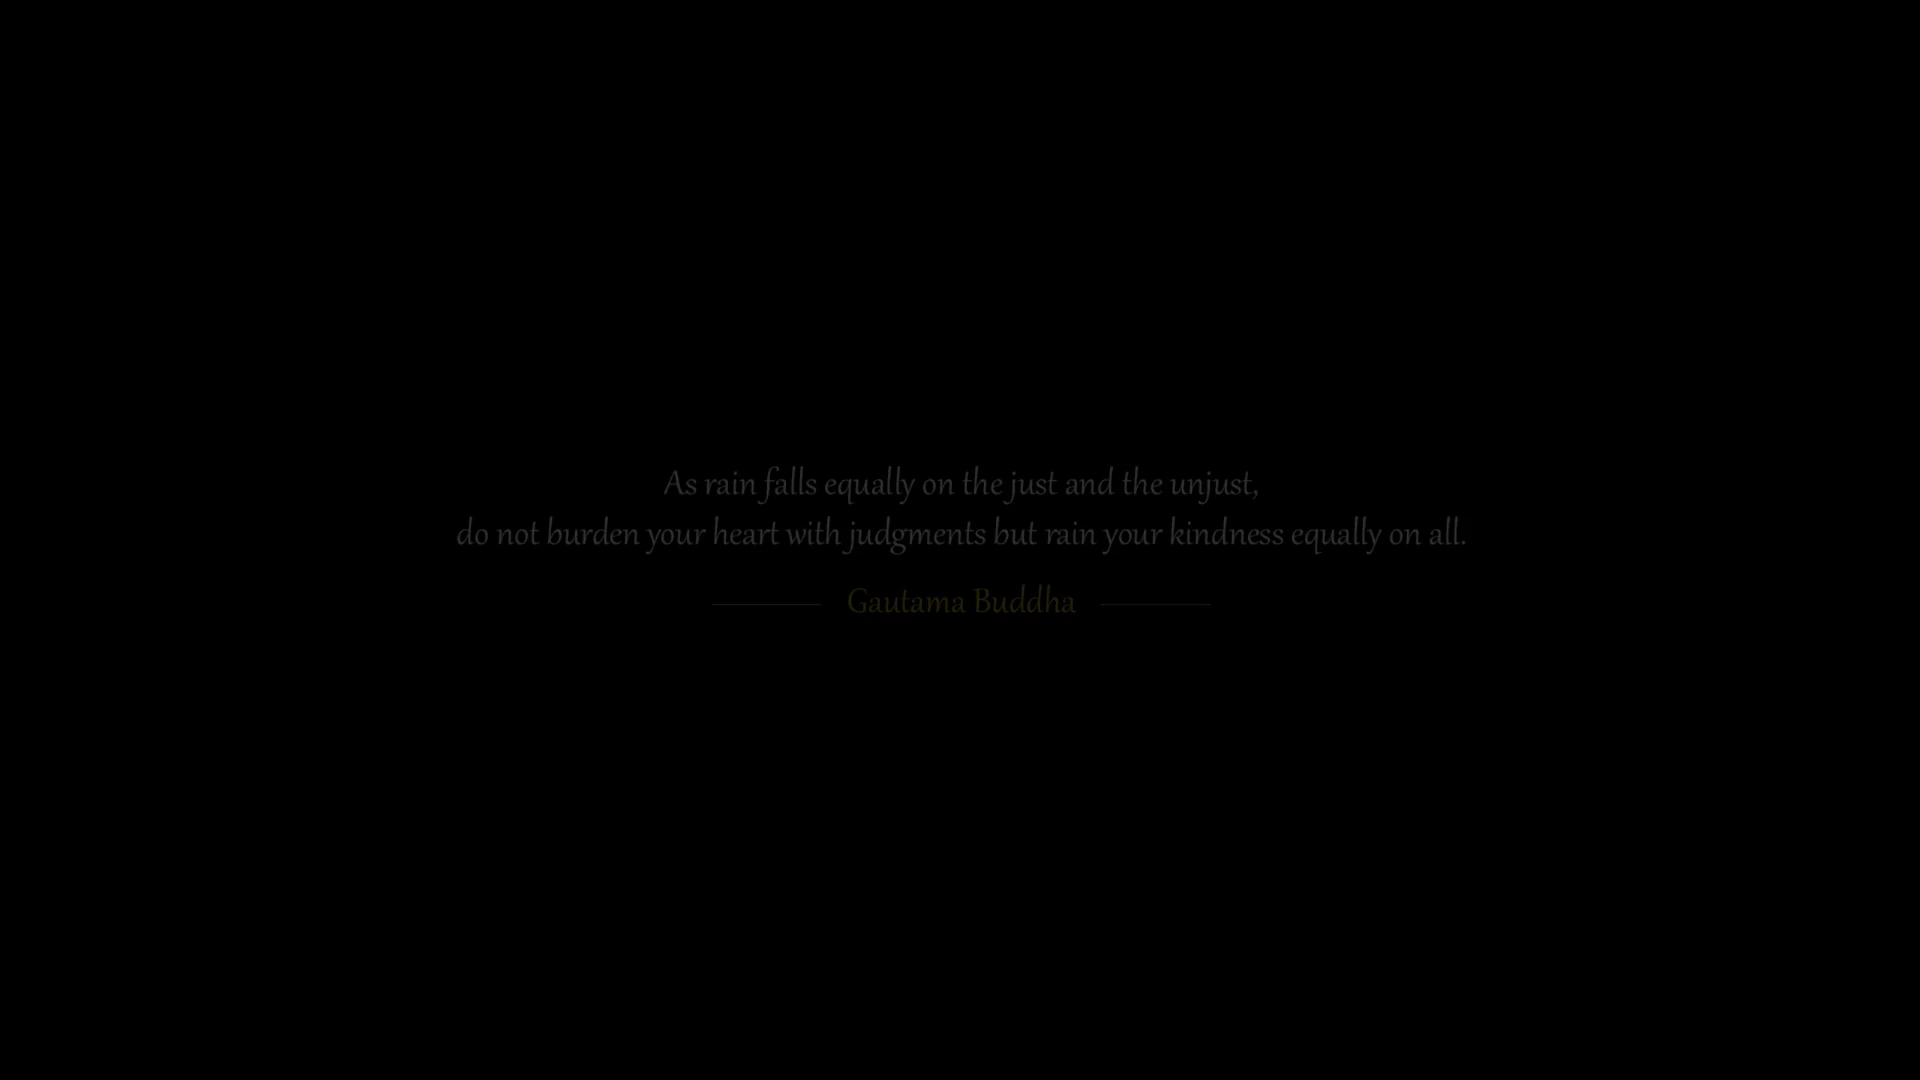 As rain falls equally on the just and the unjust,
do not burden your heart with judgments but rain your kindness equally on all.
Gautama Buddha